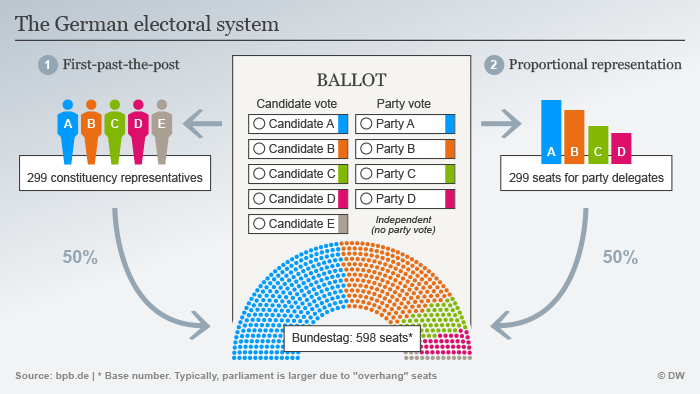 The German electoral system
1 First-past-the-post
A B C D E
299 constituency representatives
50%
BALLOT
Candidate vote Party vote
Candidate A Party A
Candidate B Party B
Candidate C Party C
Candidate D Party D
Candidate E Independent
(no party vote)
Bundestag: 598 seats*
2 Proportional representation
A B C D
299 seats for party delegates
50%
Source: bpb.de | * Base number. Typically, parliament is larger due to "overhang" seats
© DW